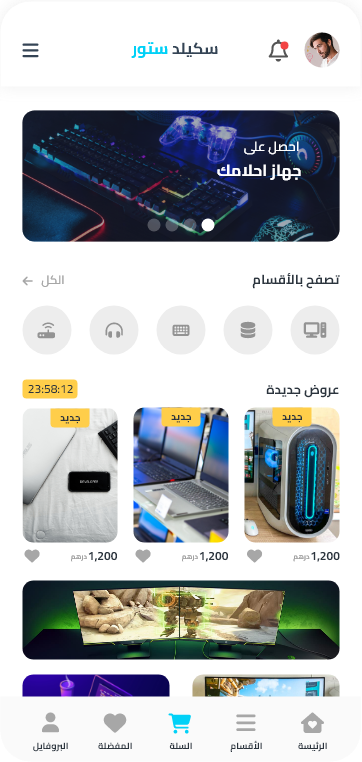 سكيلد ستور
احصل على
جهاز احلامك
تصفح بالأقسام
الكل
عروض جديدة
23:58:12
جديد
جديد
جديد
1,200 درهم
1,200 درهم
1,200 درهم
الرئيسة
الأقسام
السلة
المفضلة
البروفايل